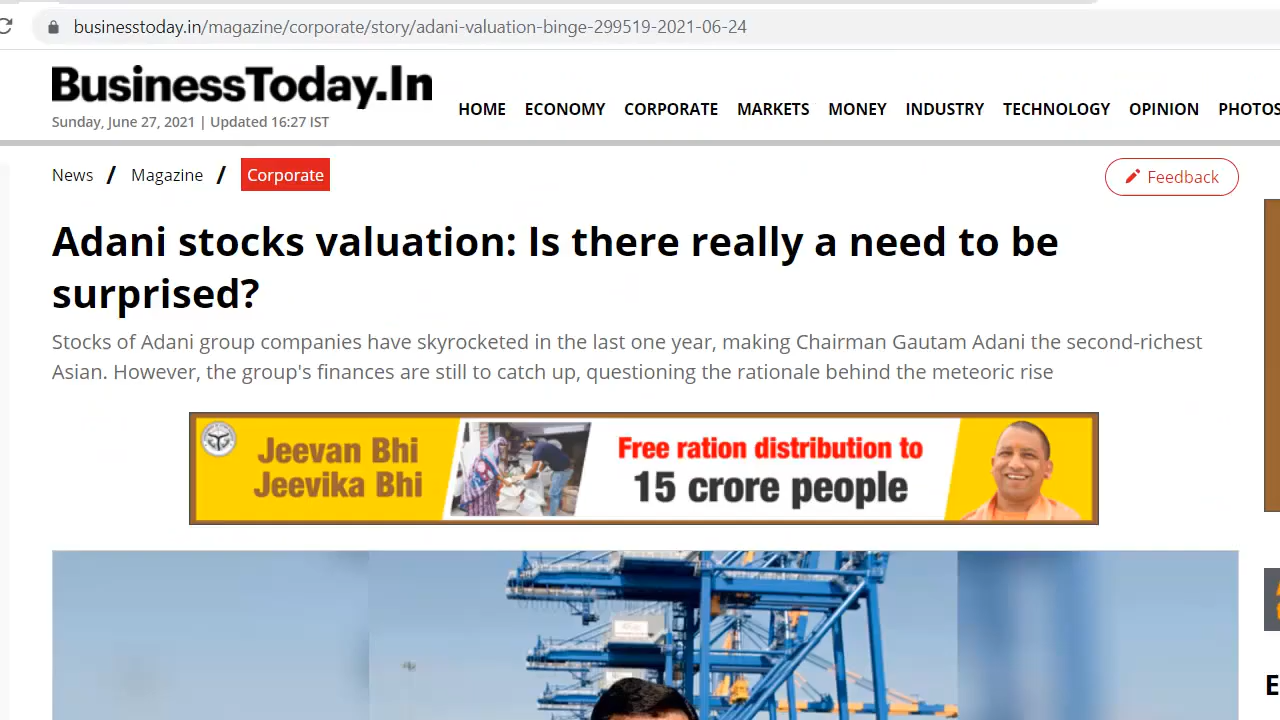 businesstoday.in/magazine/corporate/story/adani-valuation-binge-299519-2021-06-24
BusinessToday.In
Sunday, June 27, 2021 | Updated 16:27 IST
HOME ECONOMY CORPORATE MARKETS MONEY INDUSTRY TECHNOLOGY OPINION PHOTOS
News / Magazine / Corporate
Feedback
Adani stocks valuation: Is there really a need to be
surprised?
Stocks of Adani group companies have skyrocketed in the last one year, making Chairman Gautam Adani the second-richest
Asian. However, the group's finances are still to catch up, questioning the rationale behind the meteoric rise
Jeevan Bhi
Jeevika Bhi
Free ration distribution to
15 crore people
E